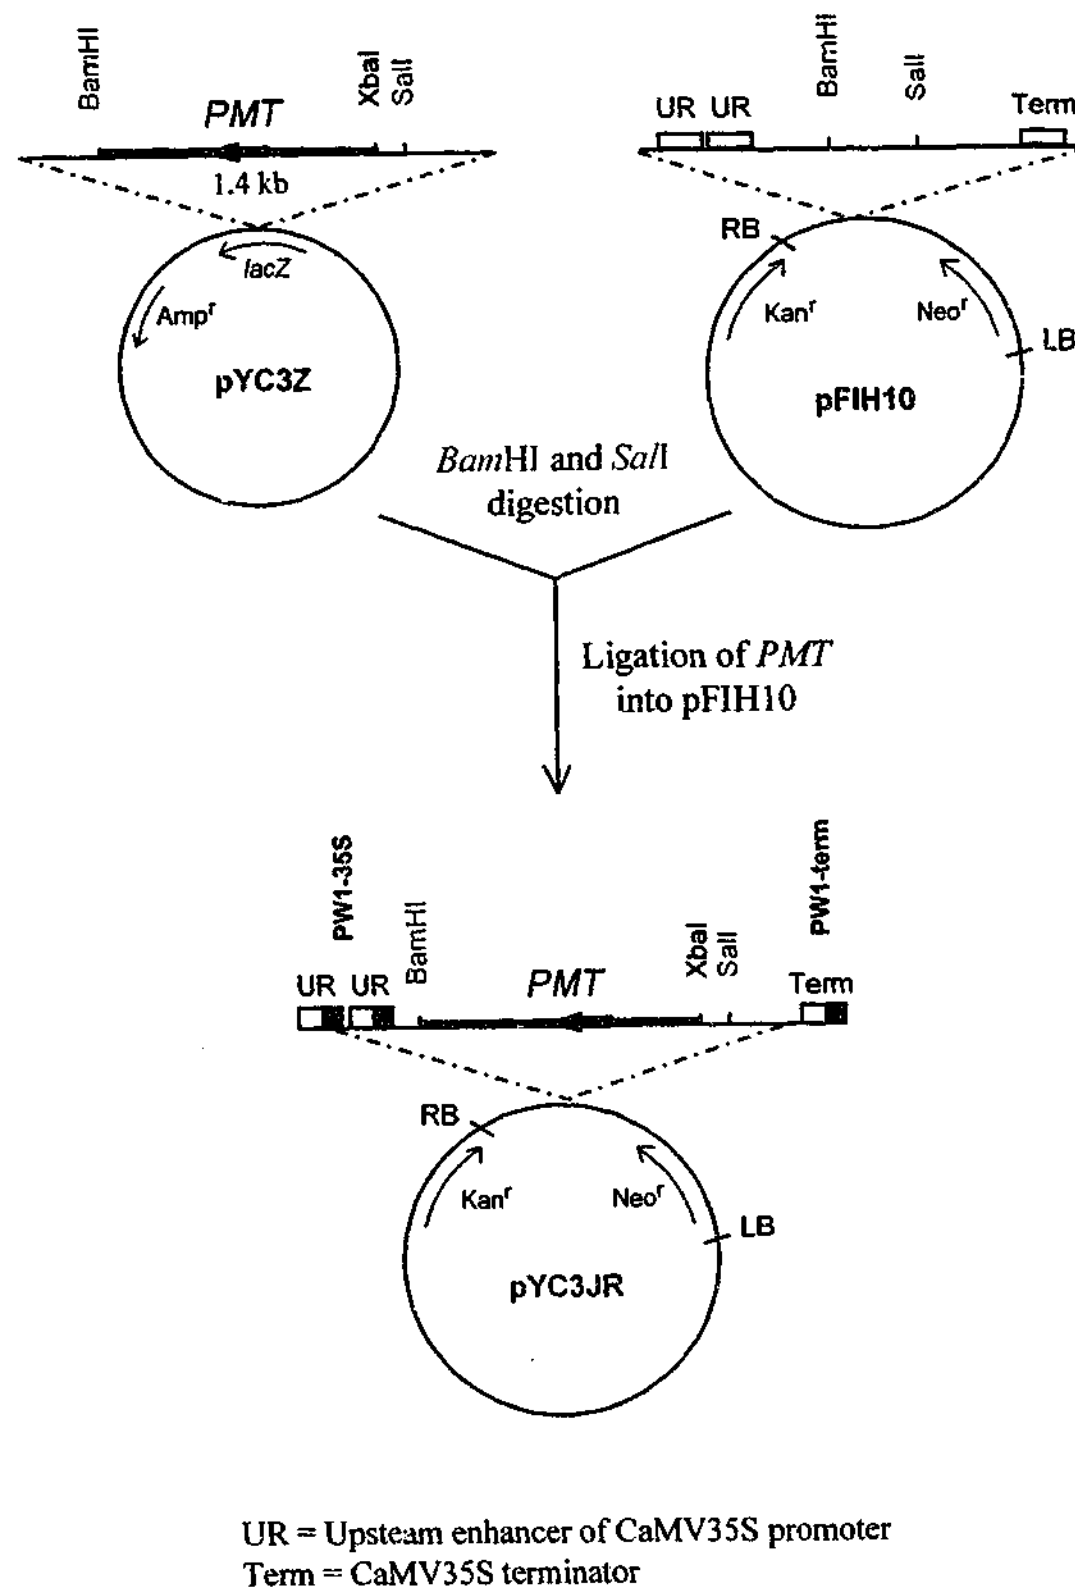 BamHI
XbaI
SalI
PMT
1.4 kb
lacZ
Ampʳ
pYC3Z
BamHI
SalI
UR UR
Term
RB
Kanʳ
Neoʳ
LB
pFIH10
BamHI and SalI
digestion
Ligation of PMT
into pFIH10
PW1-35S
BamHI
XbaI
SalI
PW1-term
UR UR
PMT
Term
RB
Kanʳ
Neoʳ
LB
pYC3JR
UR = Upsteam enhancer of CaMV35S promoter
Term = CaMV35S terminator